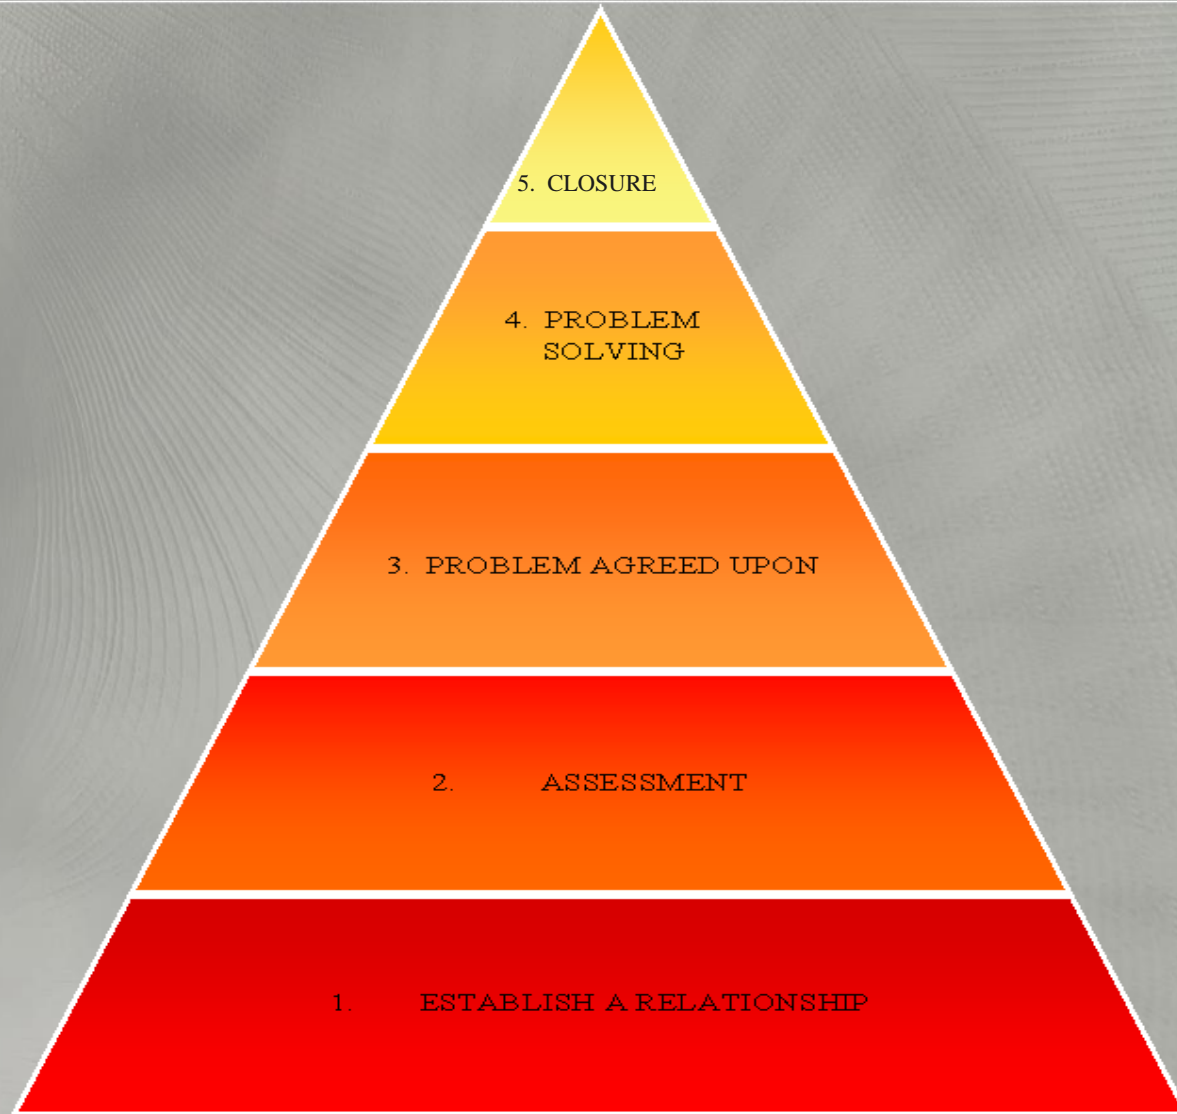 5. CLOSURE
4. PROBLEM
SOLVING
3. PROBLEM AGREED UPON
2. ASSESSMENT
1. ESTABLISH A RELATIONSHIP